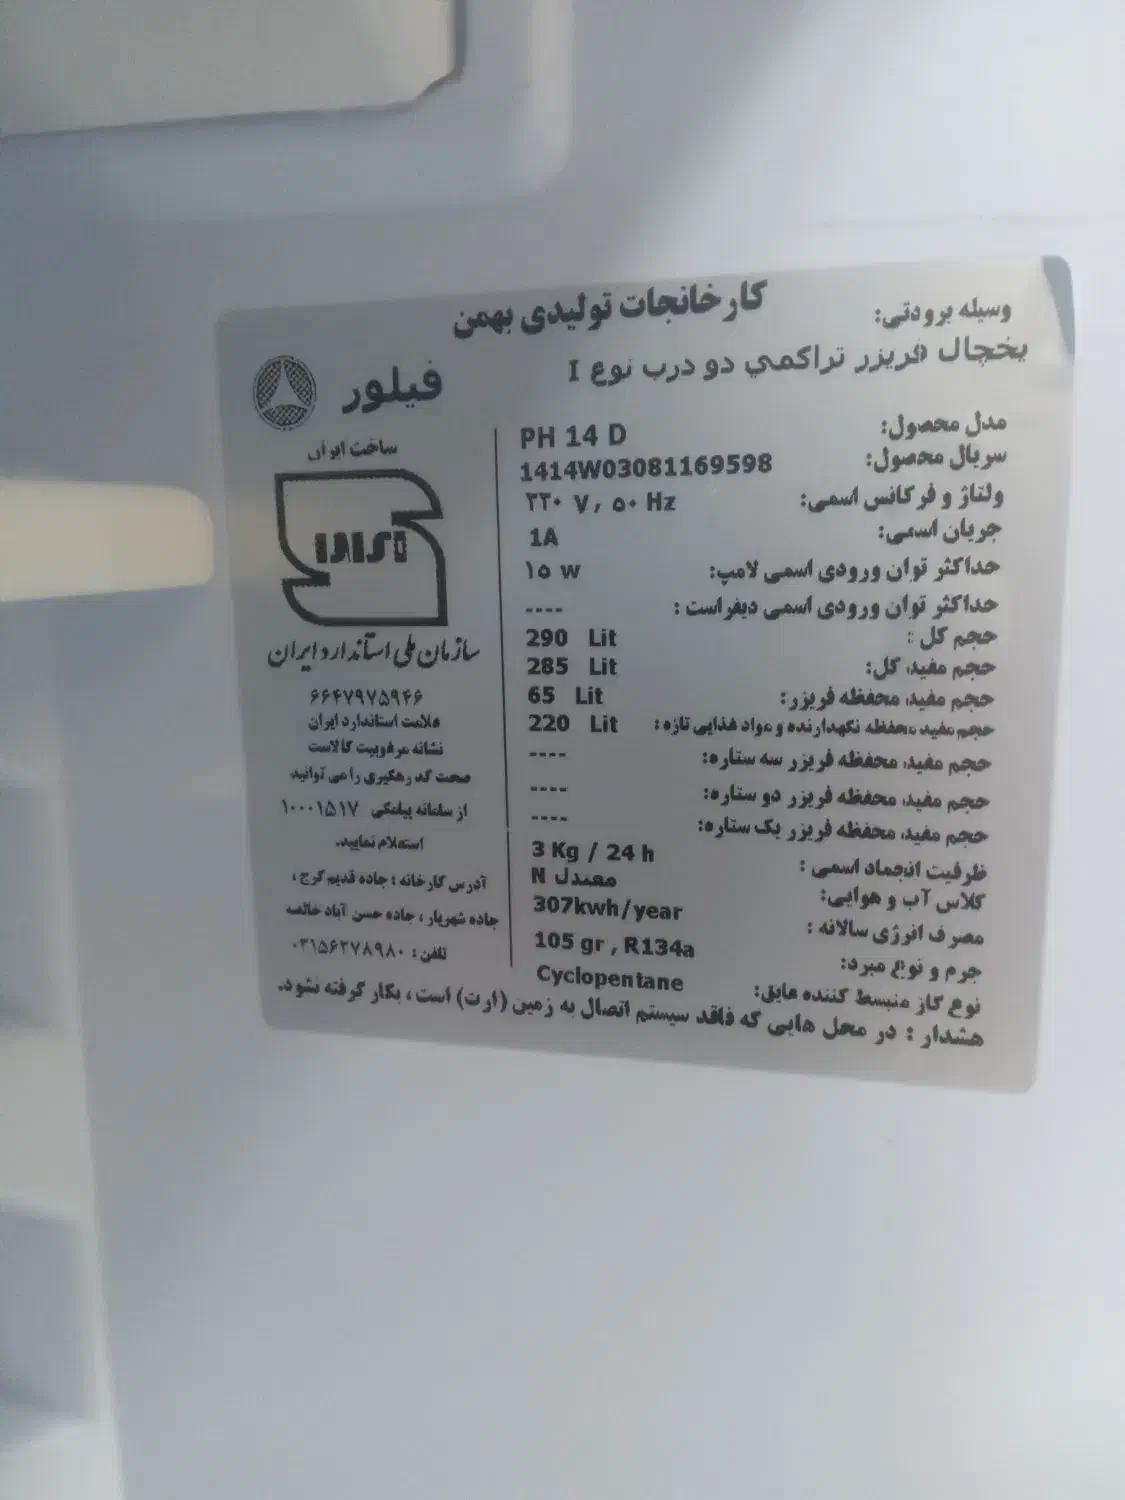 کارخانجات تولیدی بهمن
وسیله برودتی:
یخچال فریزر تراکمي دو درب نوع I
مدل محصول: PH 14 D
سریال محصول: 1414W03081169598
ولتاژ و فرکانس اسمی: ۲۲۰ V, ۵۰ Hz
جریان اسمی: 1A
حداکثر توان ورودی اسمی لامپ: ۱۵ W
حداکثر توان ورودی اسمی دیفراست : ----
حجم کل : 290 Lit
حجم مفید کل: 285 Lit
حجم مفید محفظه فریزر: 65 Lit
حجم مفید محفظه نگهدارنده و مواد غذایی تازه : 220 Lit
حجم مفید محفظه فریزر سه ستاره: ----
حجم مفید محفظه فریزر دو ستاره: ----
حجم مفید محفظه فریزر یک ستاره: ----
ظرفیت انجماد اسمی : 3 Kg / 24 h
کلاس آب و هوایی: معتدل N
مصرف انرژی سالانه : 307kwh/year
جرم و نوع مبرد: 105 gr , R134a
نوع گاز منبسط کننده عایق: Cyclopentane
هشدار : در محل هایی که فاقد سیستم اتصال به زمین (ارت) است ، بکار گرفته نشود.
فیلور
ساخت ایران
سازمان ملی استاندارد ایران
۶۶۴۷۹۷۵۹۴۶
علامت استاندارد ایران
نشانه مرغوبیت کالاست
صحت کد رهگیری را می توانید
از سامانه پیامکی ۱۰۰۰۱۵۱۷
استعلام نمایید.
آدرس کارخانه : جاده قدیم کرج ،
جاده شهریار ، جاده حسن آباد خالصه
تلفن : ۰۲۱۵۶۲۷۸۹۸۰